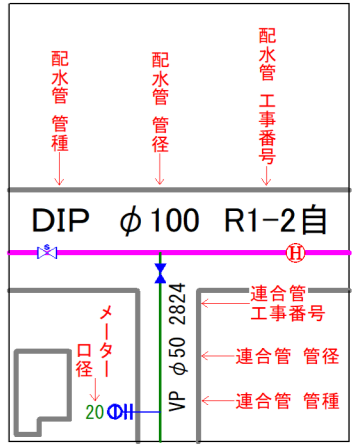 配水管 管種
配水管 管径
配水管 工事番号
DIP φ100 R1-2自
S
H
連合管
工事番号
VP φ50 2824
メーター
口径
連合管 管径
連合管 管種
20